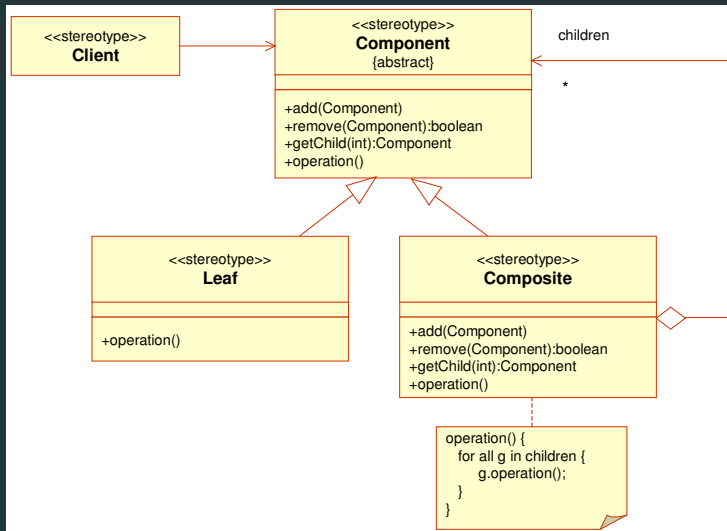 <<stereotype>>
Client
<<stereotype>>
Component
{abstract}
+add(Component)
+remove(Component):boolean
+getChild(int):Component
+operation()
children
*
<<stereotype>>
Leaf
+operation()
<<stereotype>>
Composite
+add(Component)
+remove(Component):boolean
+getChild(int):Component
+operation()
operation() {
for all g in children {
g.operation();
}
}